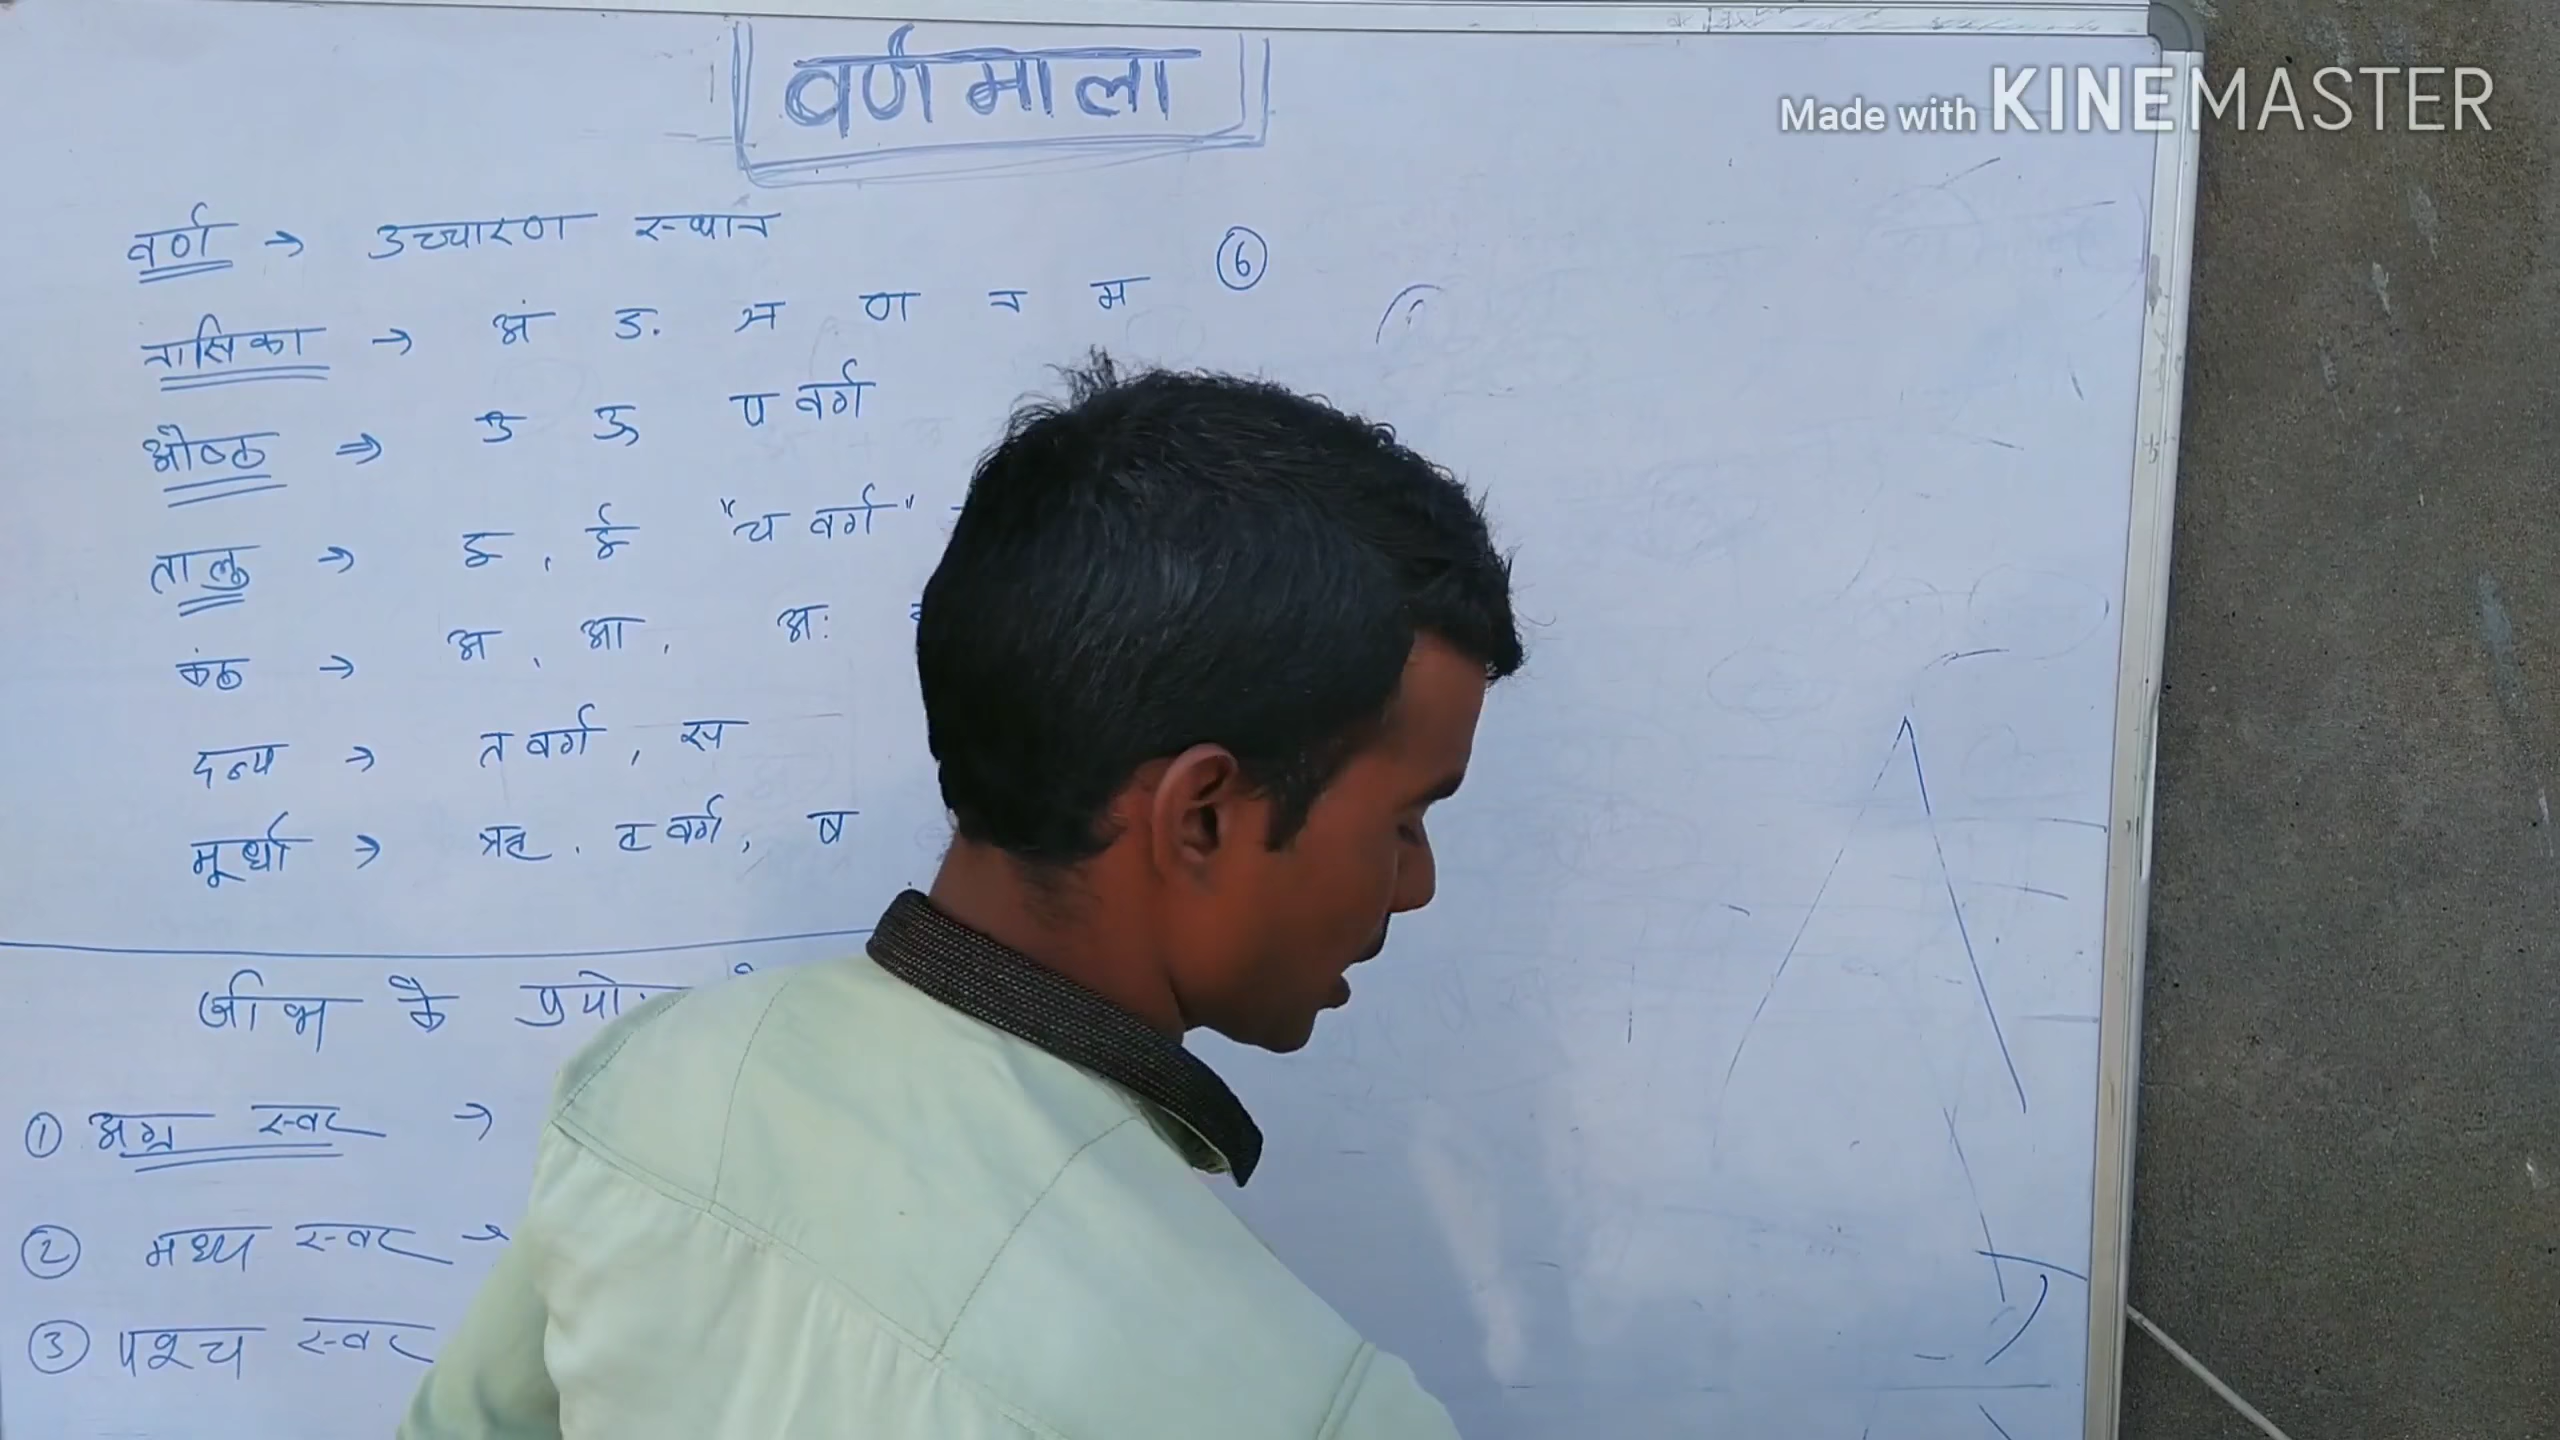 वर्णमाला
Made with KINEMASTER
वर्ण → उच्चारण स्थान
नासिका → अं ङ ञ ण न म ⑥
औष्ठ → उ ऊ प वर्ग
तालु → इ, ई "च वर्ग"
कंठ → अ, आ, अः
दन्त्य → त वर्ग, स
मूर्धा → ऋ, ट वर्ग, ष
जीभ के
① अग्र स्वर →
② मध्य स्वर →
③ पश्च स्वर